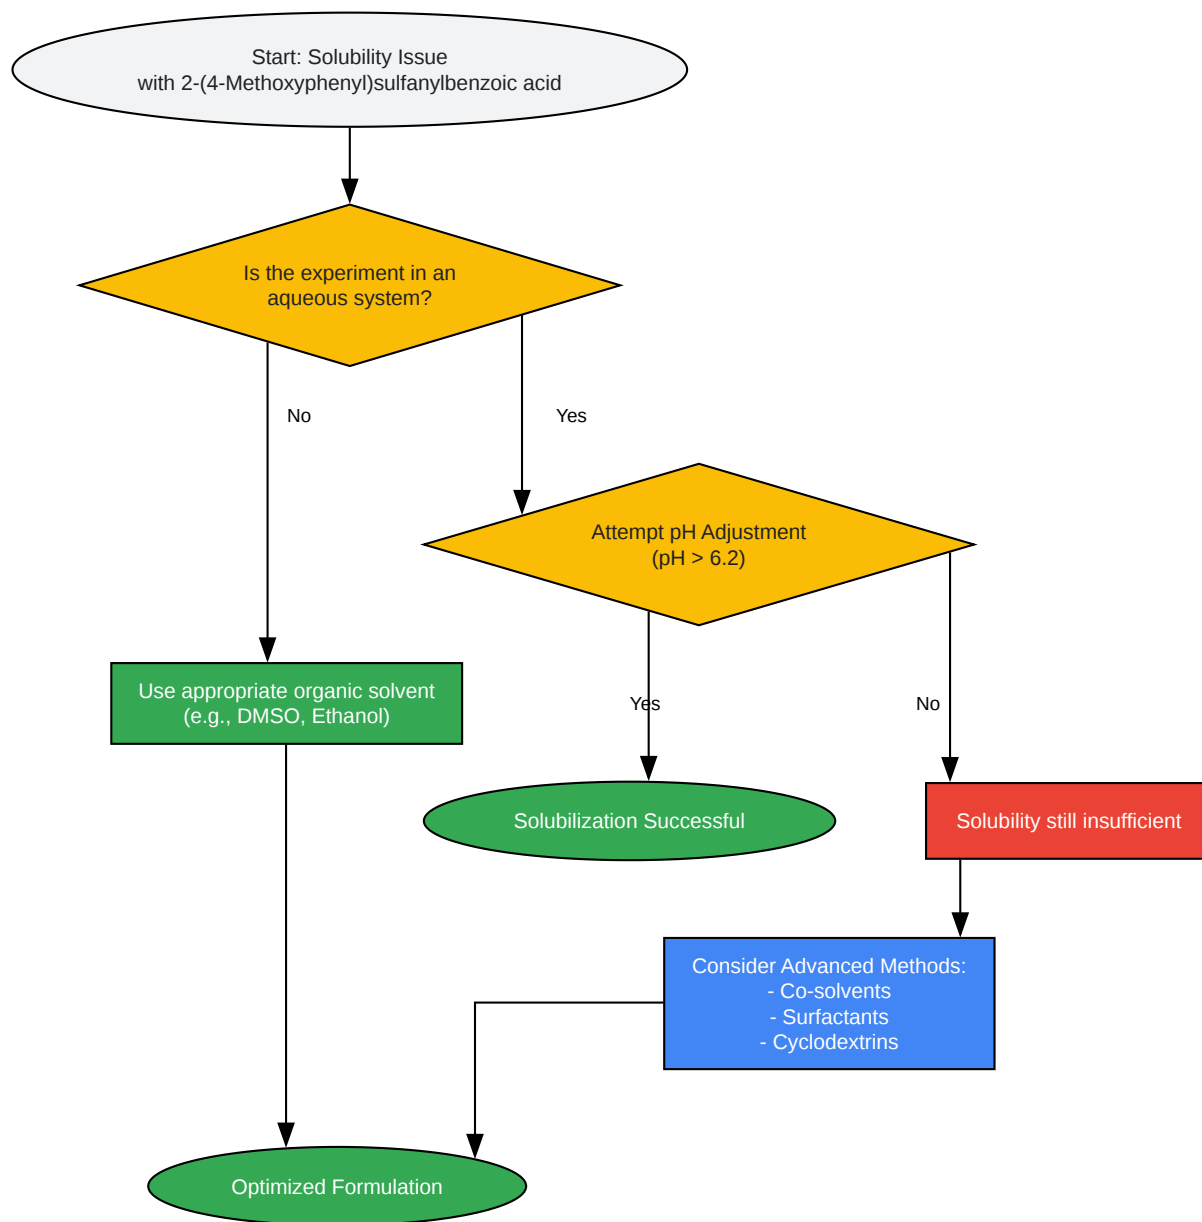 Start: Solubility Issue
with 2-(4-Methoxyphenyl)sulfanylbenzoic acid
Is the experiment in an
aqueous system?
No
Yes
Attempt pH Adjustment
(pH > 6.2)
Use appropriate organic solvent
(e.g., DMSO, Ethanol)
Yes
No
Solubilization Successful
Solubility still insufficient
Consider Advanced Methods:
- Co-solvents
- Surfactants
- Cyclodextrins
Optimized Formulation